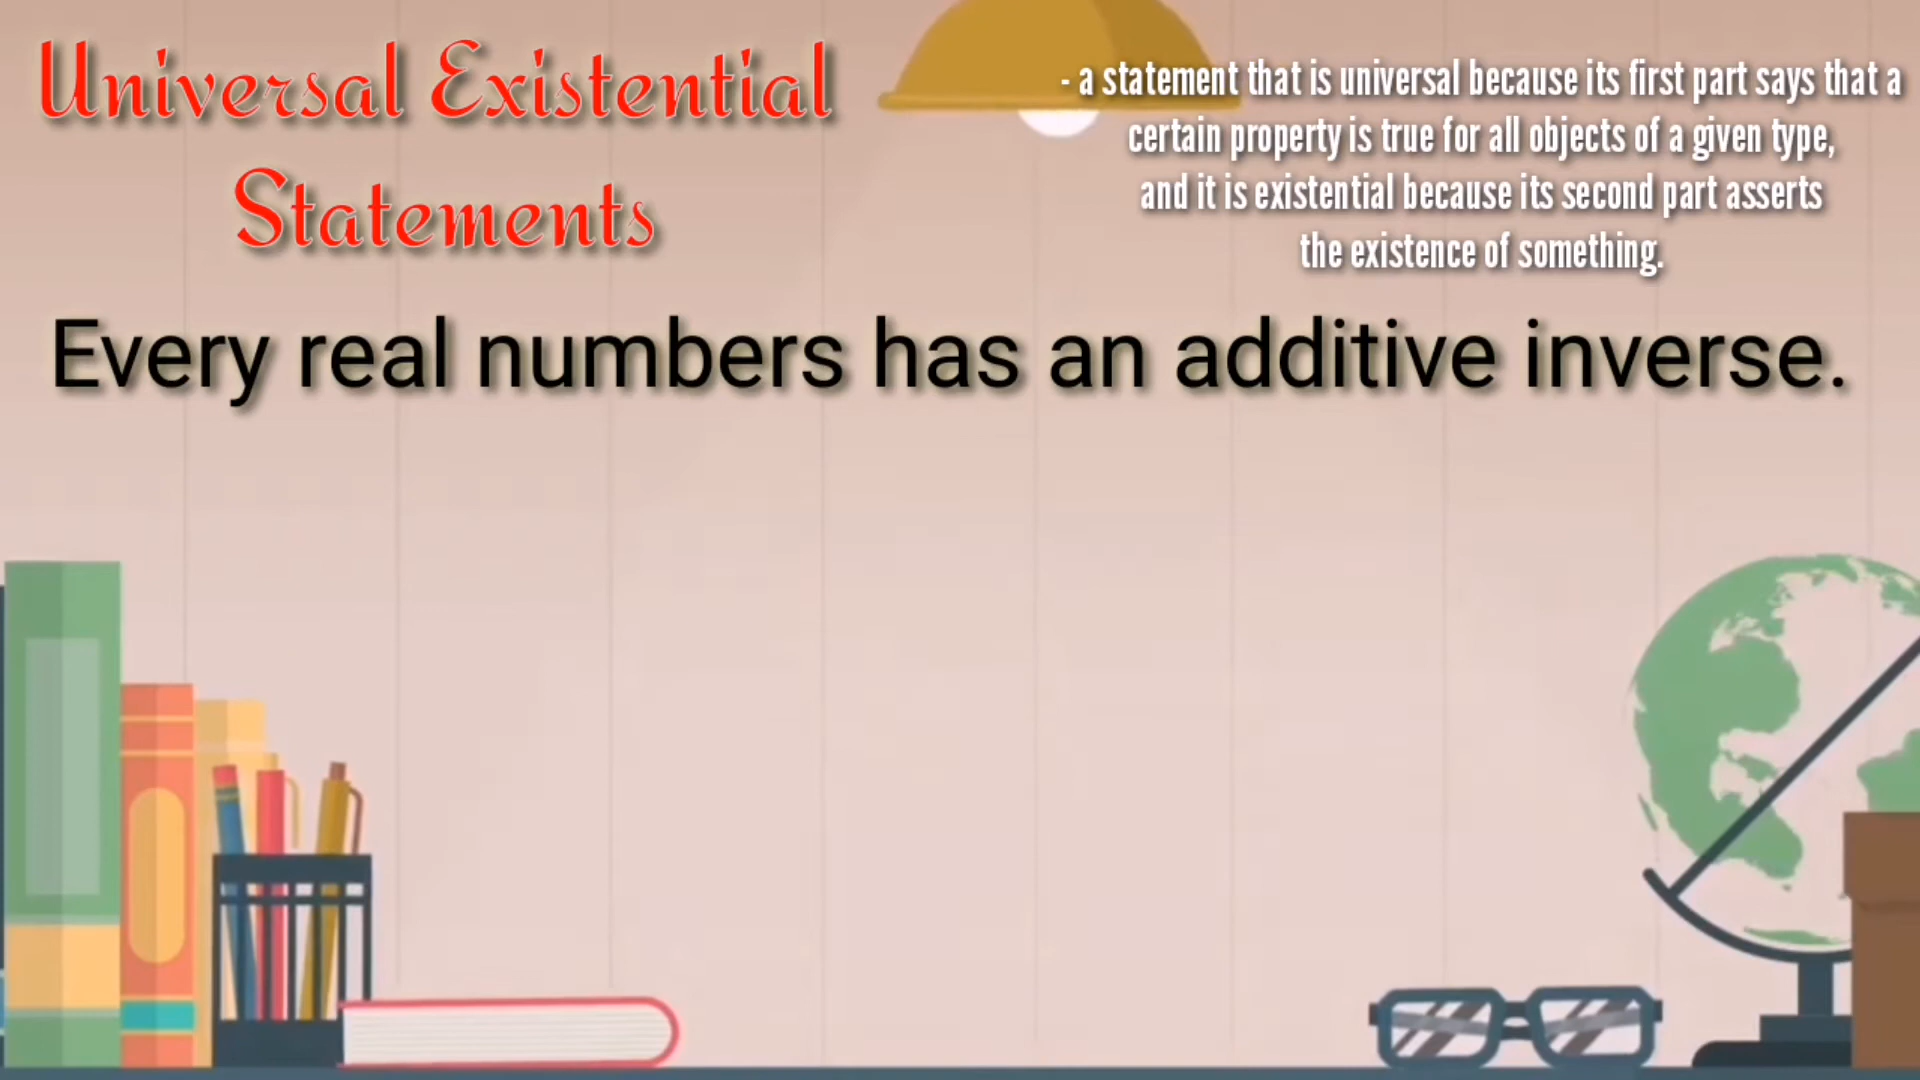 Universal Existential
Statements
- a statement that is universal because its first part says that a
certain property is true for all objects of a given type,
and it is existential because its second part asserts
the existence of something.
Every real numbers has an additive inverse.